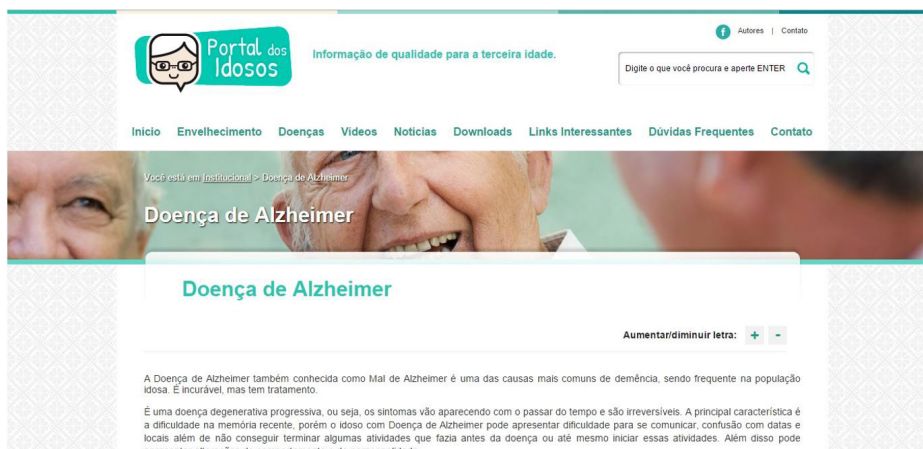 Portal dos
Idosos
Informação de qualidade para a terceira idade.
f Autores | Contato
Digite o que você procura e aperte ENTER
Inicio Envelhecimento Doenças Videos Noticias Downloads Links Interessantes Dúvidas Frequentes Contato
Você está em Institucional > Doença de Alzheimer
Doença de Alzheimer
Doença de Alzheimer
Aumentar/diminuir letra: + -
A Doença de Alzheimer também conhecida como Mal de Alzheimer é uma das causas mais comuns de demência, sendo frequente na população
idosa. É incurável, mas tem tratamento.
É uma doença degenerativa progressiva, ou seja, os sintomas vão aparecendo com o passar do tempo e são irreversíveis. A principal característica é
a dificuldade na memória recente, porém o idoso com Doença de Alzheimer pode apresentar dificuldade para se comunicar, confusão com datas e
locais além de não conseguir terminar algumas atividades que fazia antes da doença ou até mesmo iniciar essas atividades. Além disso pode